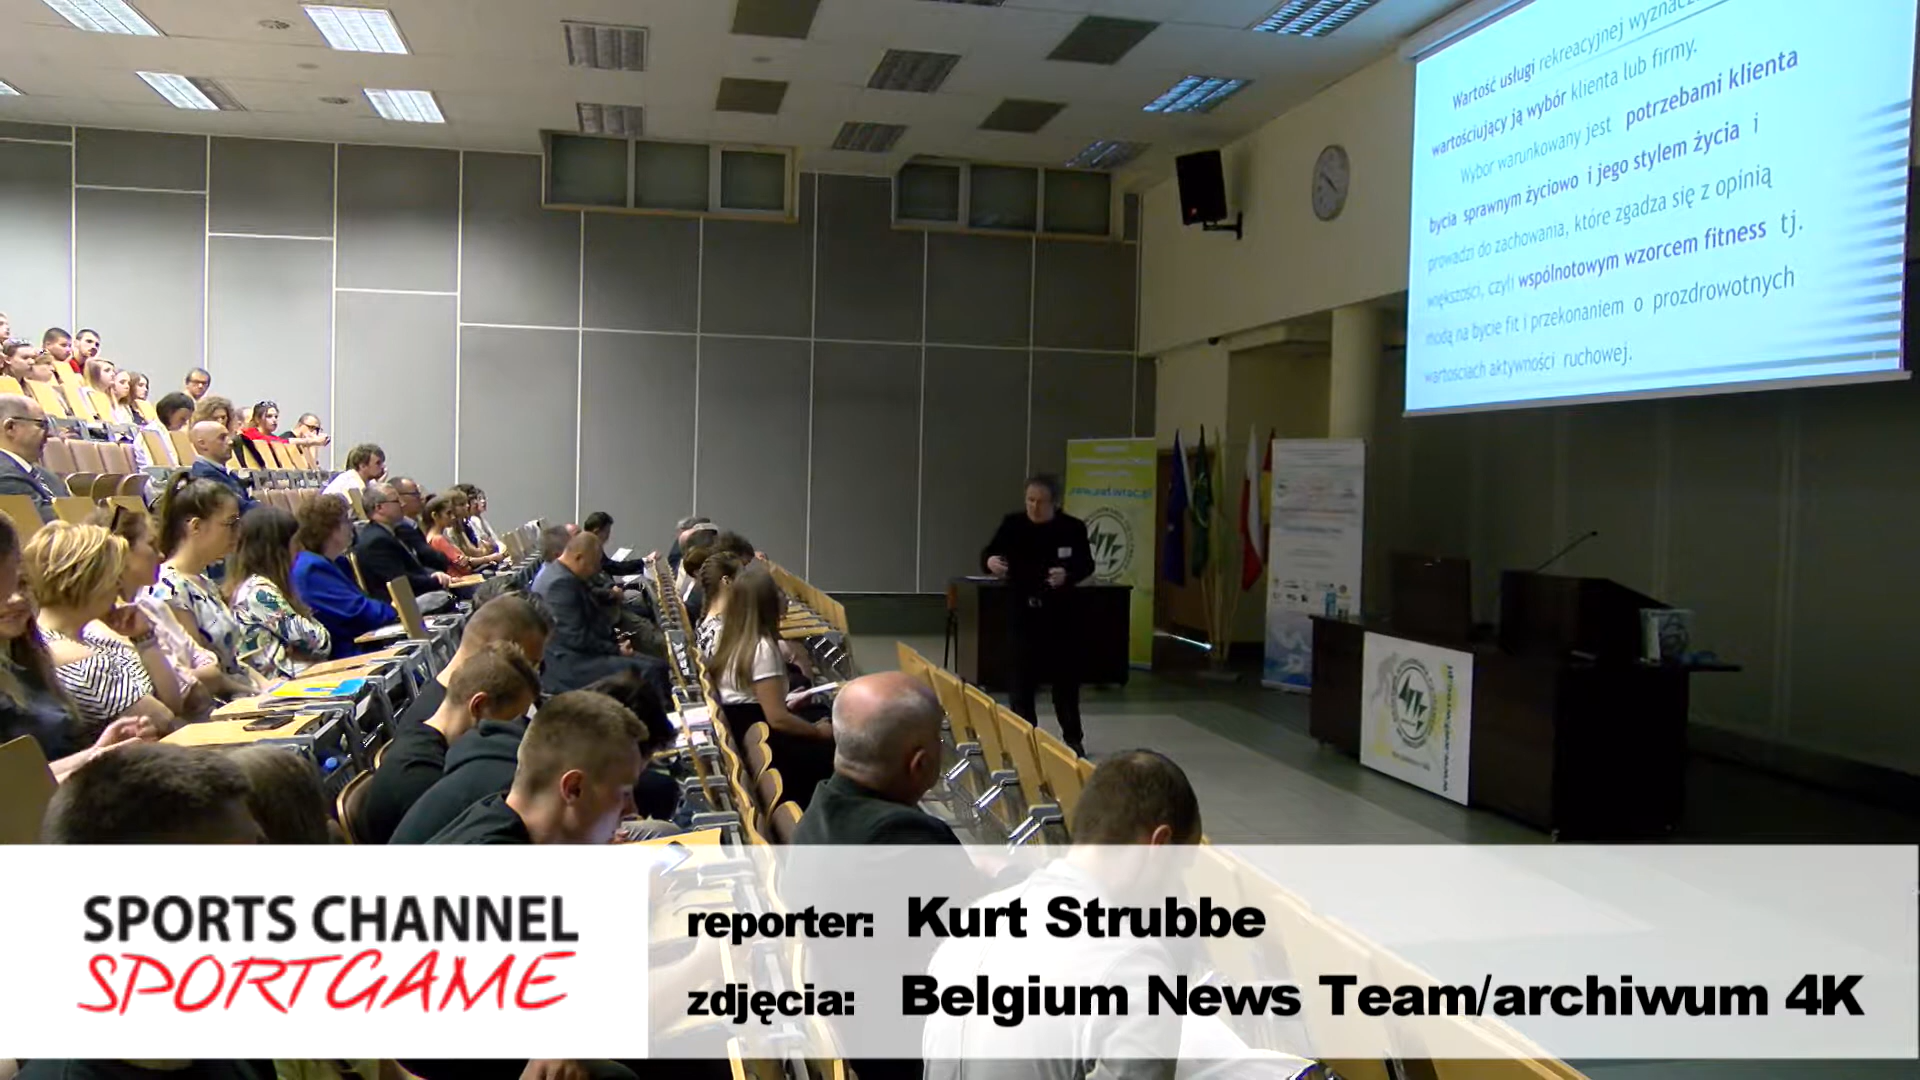 Wartość usługi rekreacyjnej
wartościujący ją wybór klienta lub firmy.
Wybór warunkowany jest potrzebami klienta
bycia sprawnym życiowo i jego stylem życia i
prowadzi do zachowania, które zgadza się z opinią
większości, czyli wspólnotowym wzorcem fitness tj.
modą na bycie fit i przekonaniem o prozdrowotnych
wartościach aktywności ruchowej.
SPORTS CHANNEL
SPORTGAME
reporter: Kurt Strubbe
zdjęcia: Belgium News Team/archiwum 4K